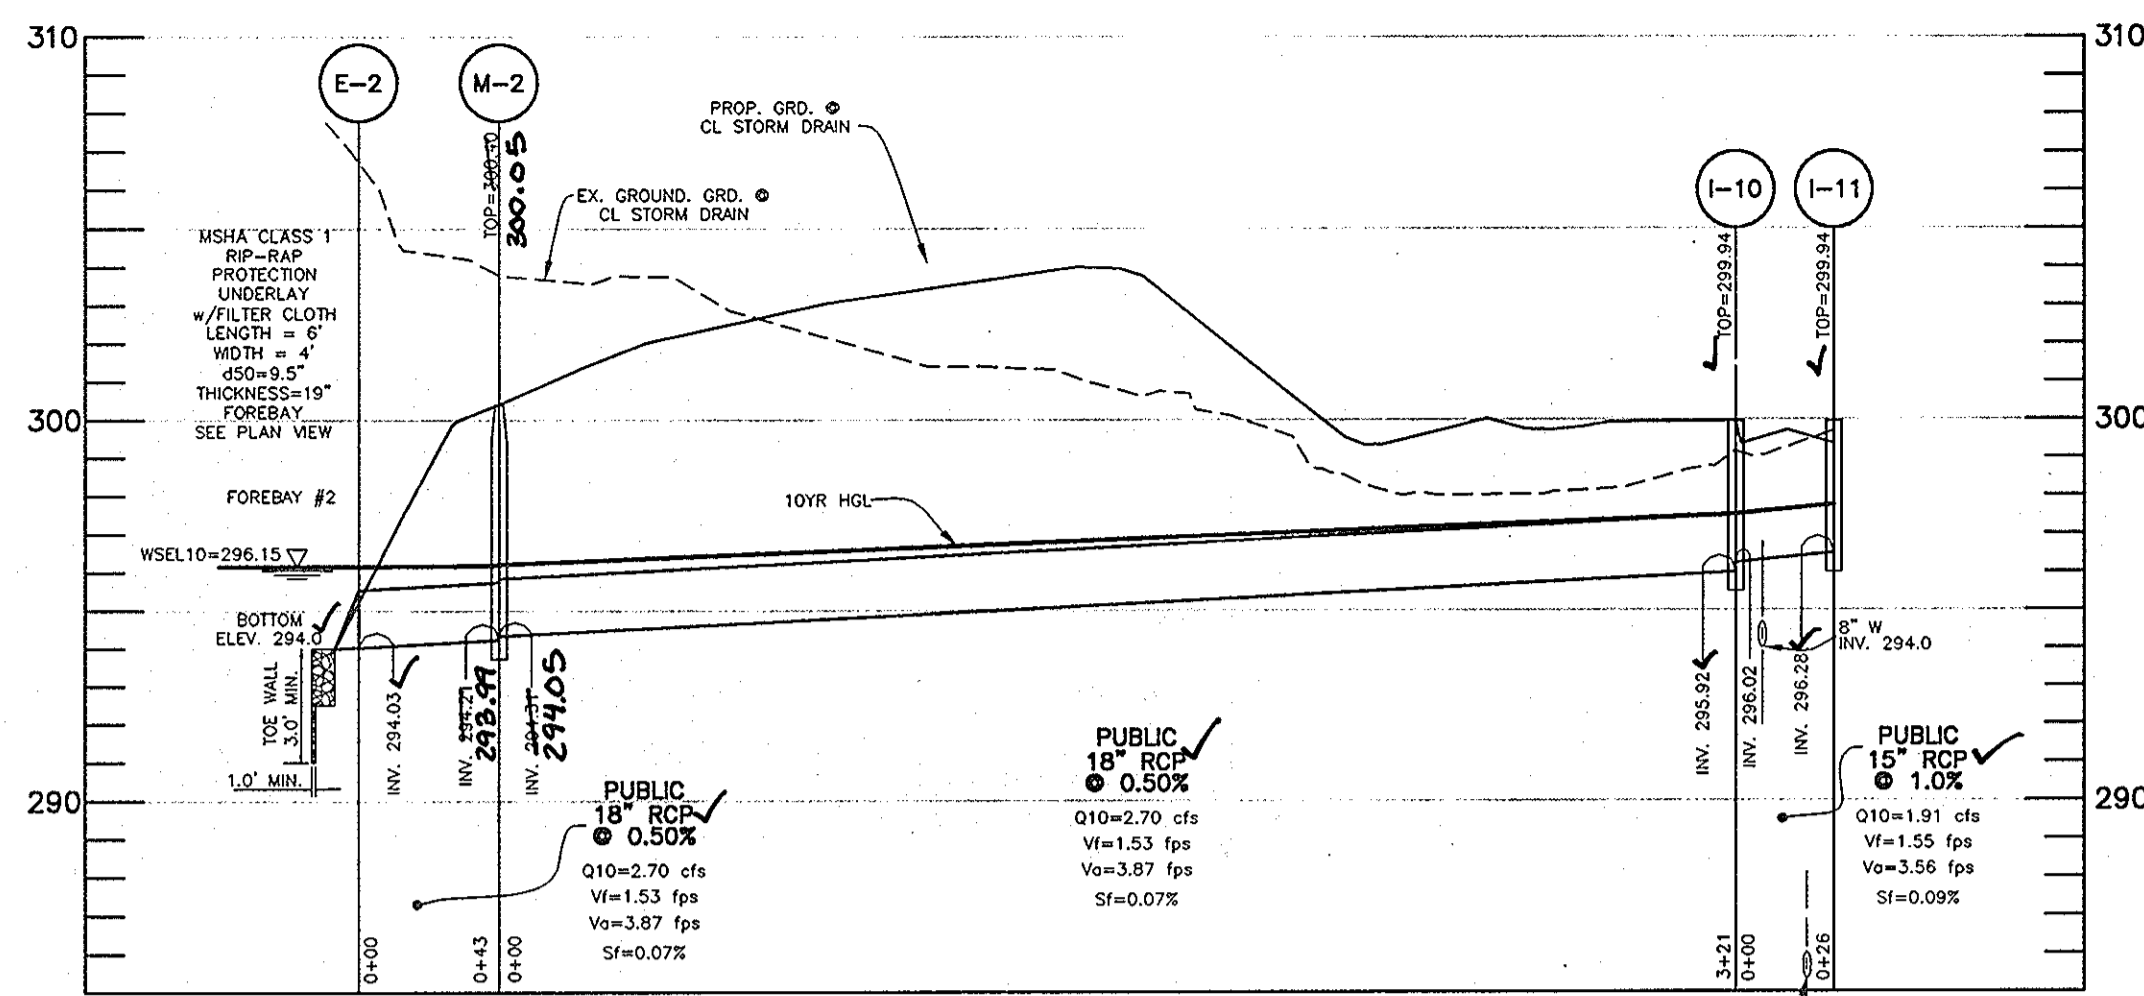 310
310
E-2
M-2
PROP. GRD. @
CL STORM DRAIN
TOP=300.40
300.05
EX. GROUND. GRD. @
CL STORM DRAIN
I-10
I-11
TOP=299.94
TOP=299.94
MSHA CLASS 1
RIP-RAP
PROTECTION
UNDERLAY
w/FILTER CLOTH
LENGTH = 6'
WIDTH = 4'
d50=9.5"
THICKNESS=19"
FOREBAY
SEE PLAN VIEW
300
300
FOREBAY #2
10YR HGL
WSEL10=296.15
BOTTOM
ELEV. 294.0
TOE WALL
3.0' MIN.
1.0' MIN.
INV. 294.03
INV. 294.21
293.99
INV. 294.31
294.05
INV. 295.92
INV. 296.02
INV. 296.28
8" W
INV. 294.0
290
290
PUBLIC
18" RCP
@ 0.50%
Q10=2.70 cfs
Vf=1.53 fps
Va=3.87 fps
Sf=0.07%
PUBLIC
18" RCP
@ 0.50%
Q10=2.70 cfs
Vf=1.53 fps
Va=3.87 fps
Sf=0.07%
PUBLIC
15" RCP
@ 1.0%
Q10=1.91 cfs
Vf=1.55 fps
Va=3.56 fps
Sf=0.09%
0+00
0+43
0+00
3+21
0+00
0+26